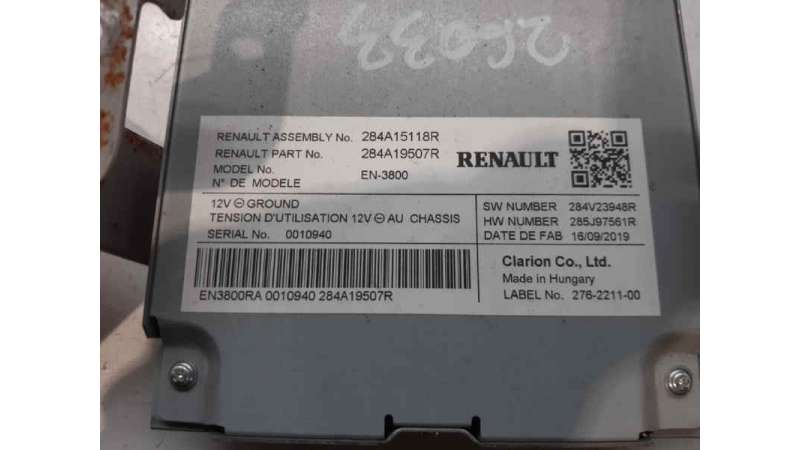 26033
RENAULT ASSEMBLY No. 284A15118R
RENAULT PART No. 284A19507R
MODEL No.
N° DE MODELE EN-3800
RENAULT
12V ⊖ GROUND
TENSION D'UTILISATION 12V ⊖ AU CHASSIS
SERIAL No. 0010940
SW NUMBER 284V23948R
HW NUMBER 285J97561R
DATE DE FAB 16/09/2019
EN3800RA 0010940 284A19507R
Clarion Co., Ltd.
Made in Hungary
LABEL No. 276-2211-00